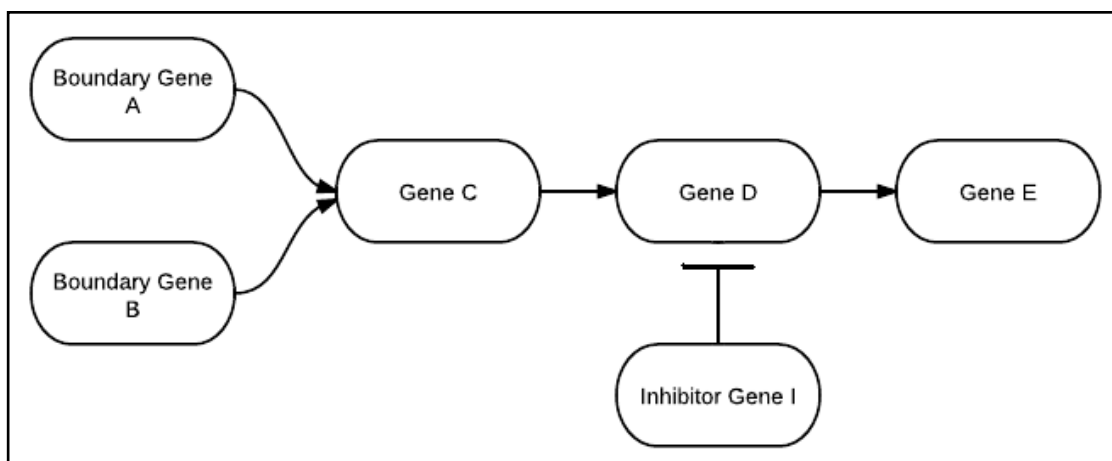 Boundary Gene
A
Gene C
Gene D
Gene E
Boundary Gene
B
Inhibitor Gene I